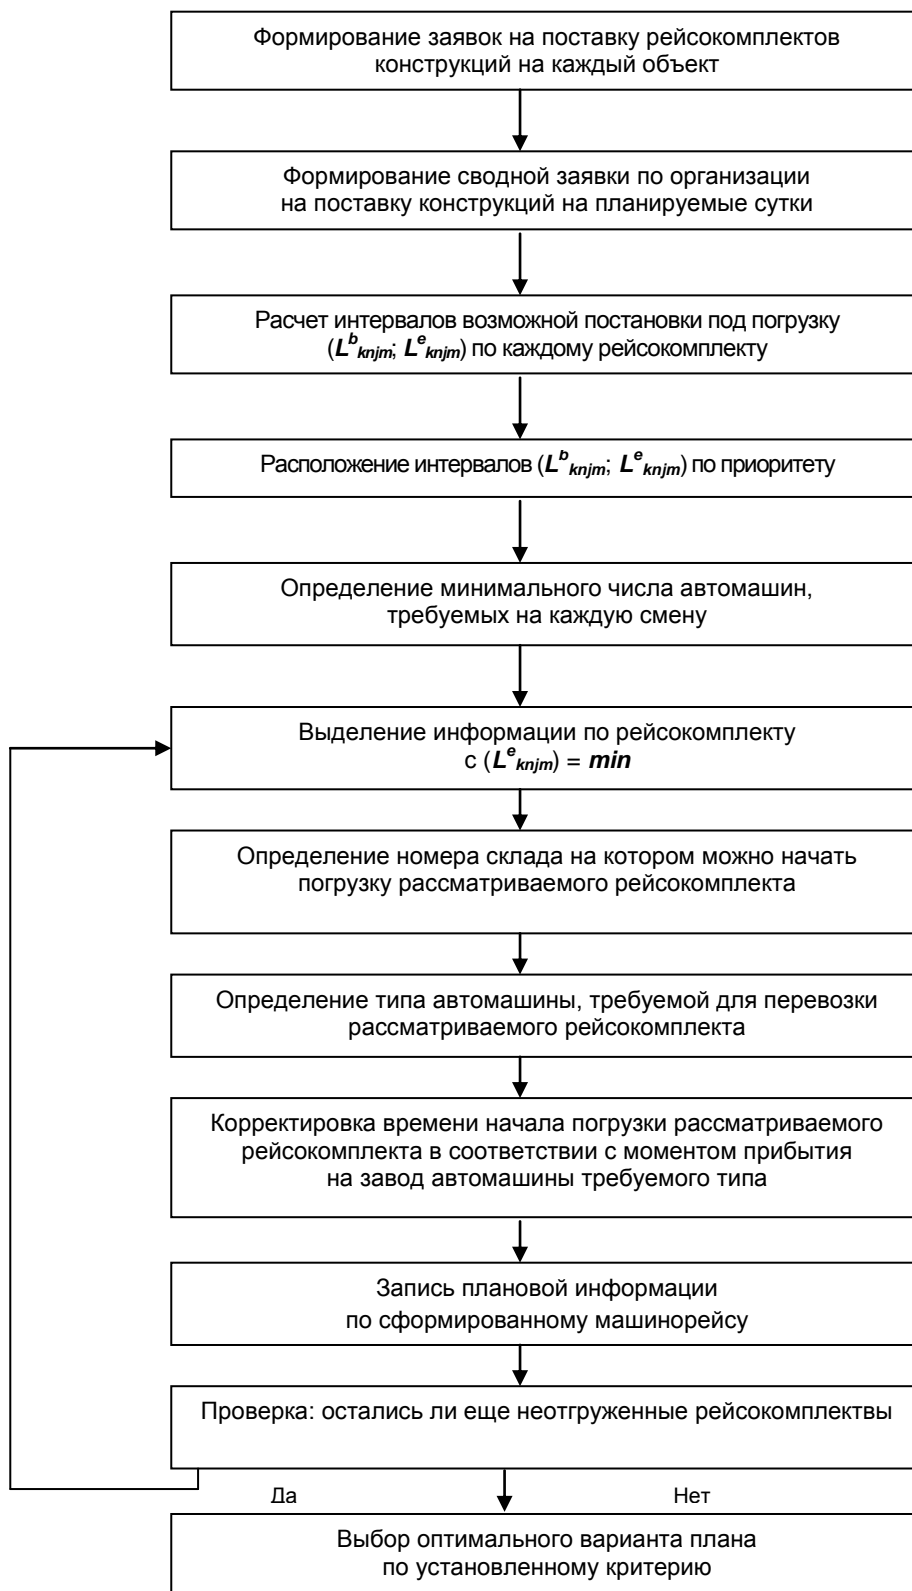 Формирование заявок на поставку рейсокомплектов
конструкций на каждый объект
Формирование сводной заявки по организации
на поставку конструкций на планируемые сутки
Расчет интервалов возможной постановки под погрузку
(L^b_knjm; L^e_knjm) по каждому рейсокомплекту
Расположение интервалов (L^b_knjm; L^e_knjm) по приоритету
Определение минимального числа автомашин,
требуемых на каждую смену
Выделение информации по рейсокомплекту
с (L^e_knjm) = min
Определение номера склада на котором можно начать
погрузку рассматриваемого рейсокомплекта
Определение типа автомашины, требуемой для перевозки
рассматриваемого рейсокомплекта
Корректировка времени начала погрузки рассматриваемого
рейсокомплекта в соответствии с моментом прибытия
на завод автомашины требуемого типа
Запись плановой информации
по сформированному машинорейсу
Проверка: остались ли еще неотгруженные рейсокомплектвы
Да Нет
Выбор оптимального варианта плана
по установленному критерию